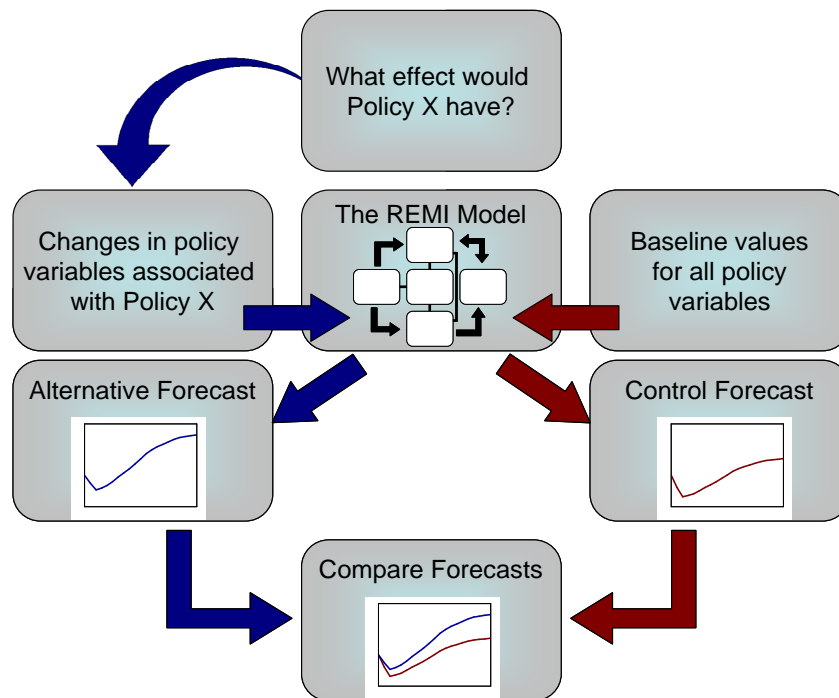 What effect would
Policy X have?
Changes in policy
variables associated
with Policy X
The REMI Model
Baseline values
for all policy
variables
Alternative Forecast
Control Forecast
Compare Forecasts